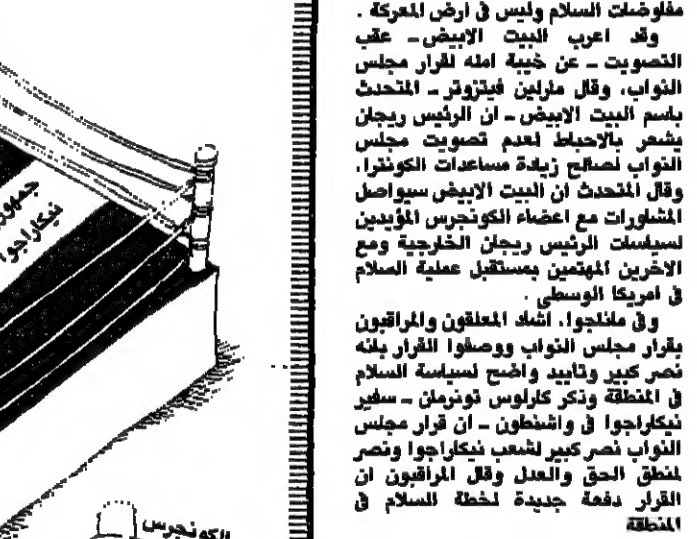 مفاوضات السلام وليس في ارض المعركة .
وقد اعرب البيت الابيض ـ عقب
التصويت ـ عن خيبة امله لقرار مجلس
النواب، وقال مارلين فيتزوتر ـ المتحدث
باسم البيت الابيض ـ ان الرئيس ريجان
يشعر بالاحباط لعدم تصويت مجلس
النواب لصالح زيادة مساعدات الكونترا .
وقال المتحدث ان البيت الابيض سيواصل
المشاورات مع اعضاء الكونجرس المؤيدين
لسياسات الرئيس ريجان الخارجية ومع
الاخرين المهتمين بمستقبل عملية السلام
في امريكا الوسطى .
وفي ماناجوا، اشاد المعلقون والمراقبون
بقرار مجلس النواب ووصفوا القرار بانه
نصر كبير وتاييد واضح لسياسة السلام
في المنطقة وذكر كارلوس تونرمان ـ سفير
نيكاراجوا في واشنطون ـ ان قرار مجلس
النواب نصر كبير لشعب نيكاراجوا ونصر
لمنطق الحق والعدل وقال المراقبون ان
القرار دفعة جديدة لخطة السلام في
المنطقة
نيكاراجوا
الكونجرس